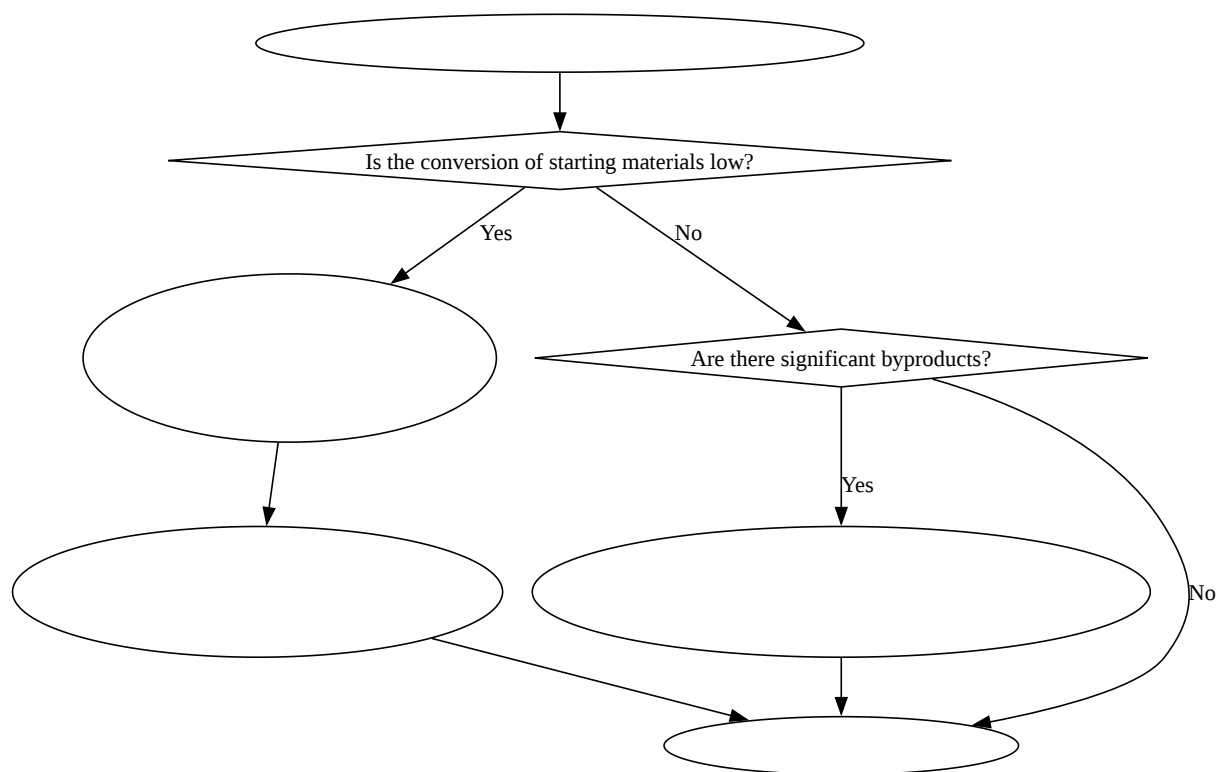 Is the conversion of starting materials low?
Yes
No
Are there significant byproducts?
Yes
No